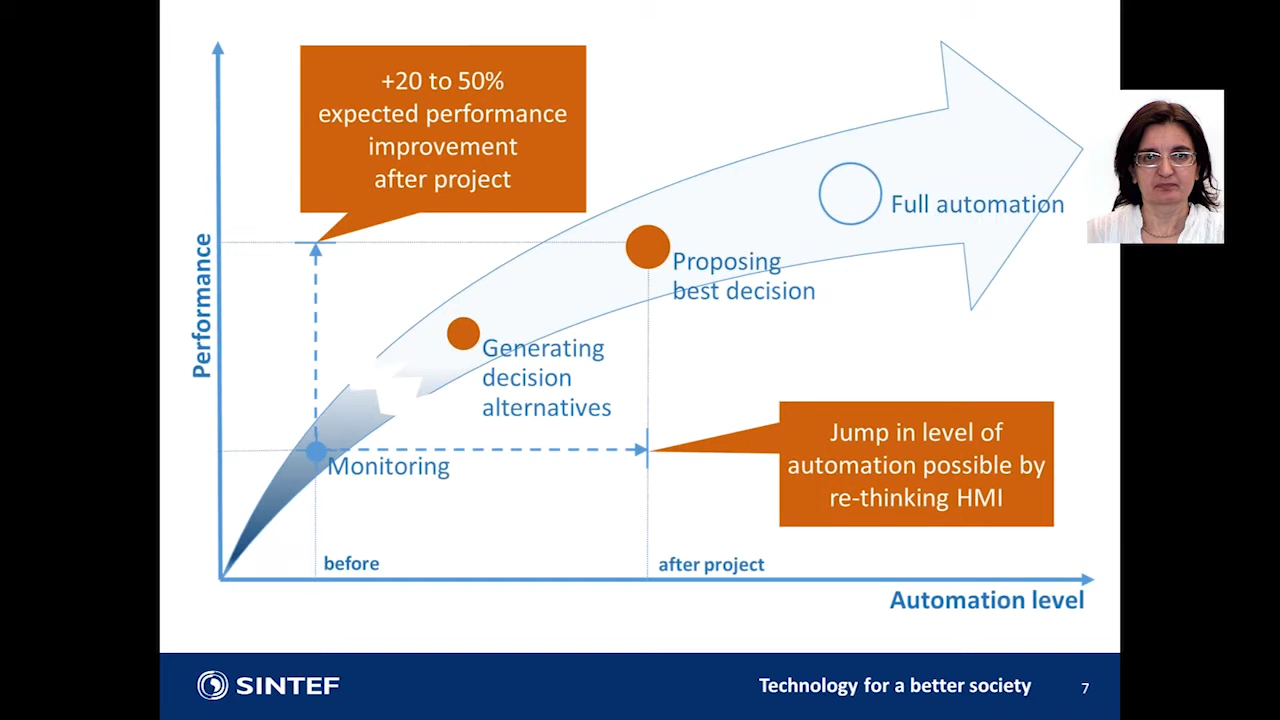 +20 to 50%
expected performance
improvement
after project
Performance
Full automation
Proposing
best decision
Generating
decision
alternatives
Monitoring
Jump in level of
automation possible by
re-thinking HMI
before
after project
Automation level
SINTEF
Technology for a better society
7